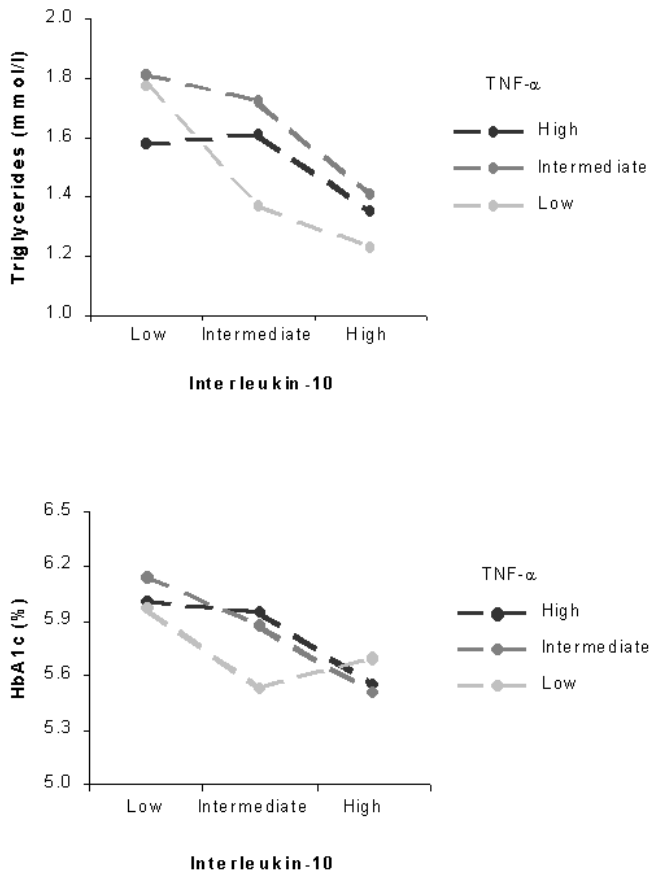 2.0
1.8
1.6
1.4
1.2
1.0
Triglycerides (mmol/l)
Low Intermediate High
Interleukin-10
TNF-α
High
Intermediate
Low
6.5
6.2
5.9
5.6
5.3
5.0
HbA1c (%)
Low Intermediate High
Interleukin-10
TNF-α
High
Intermediate
Low